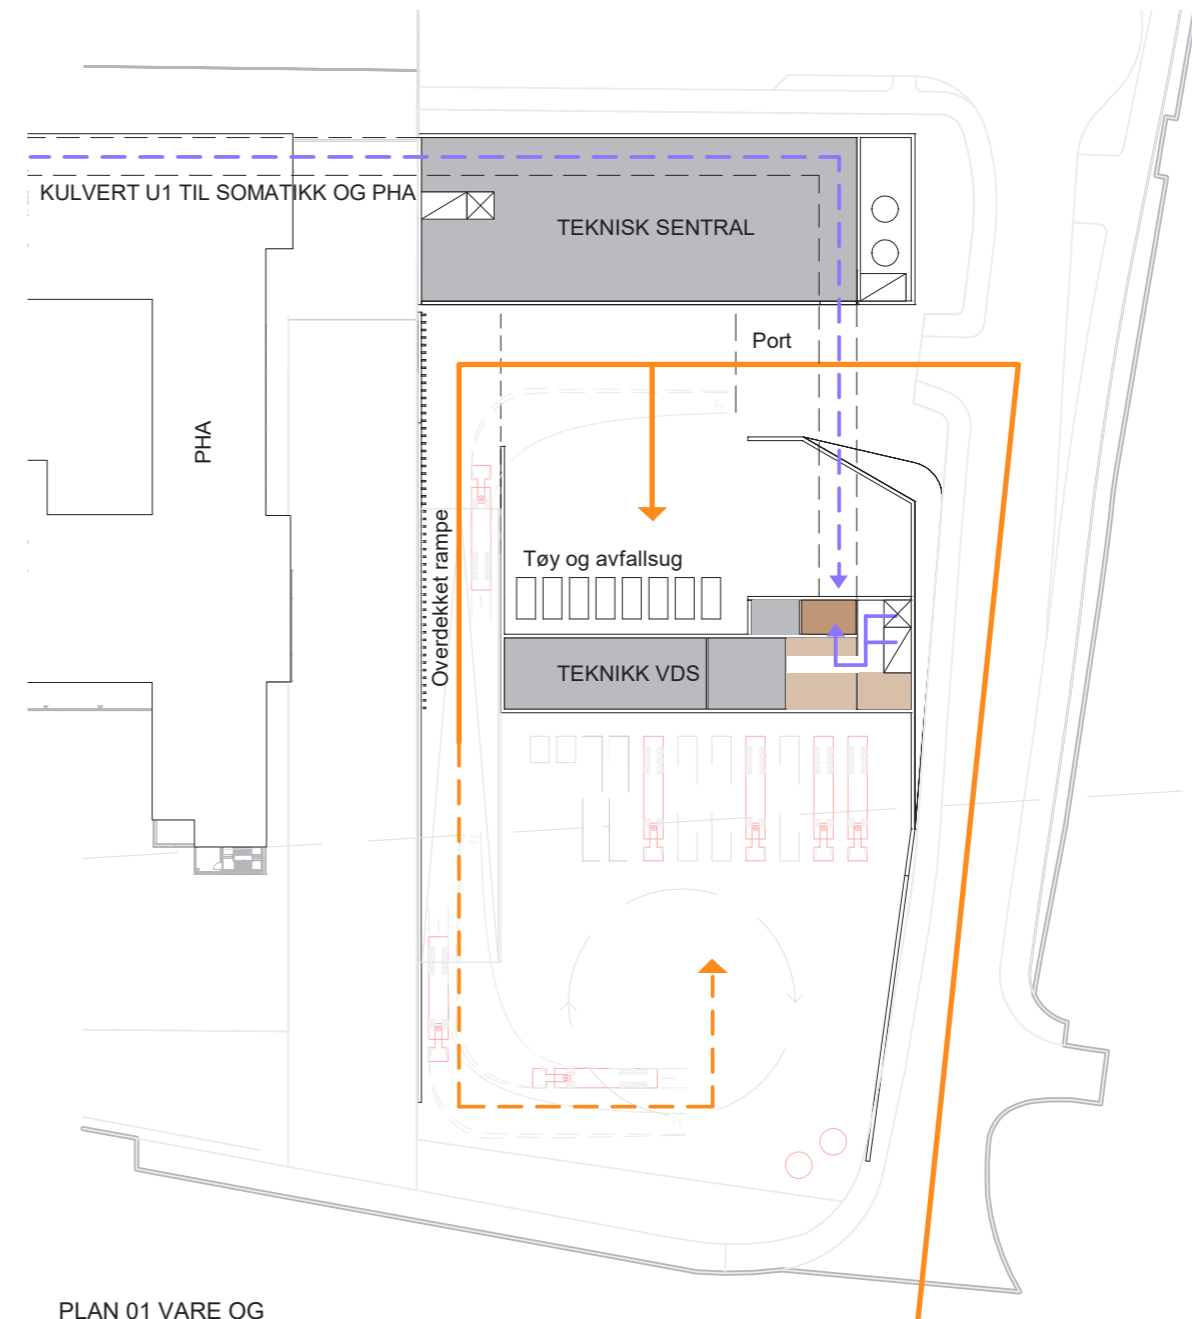 KULVERT U1 TIL SOMATIKK OG PHA
TEKNISK SENTRAL
Port
PHA
Overdekket rampe
Tøy og avfallsug
TEKNIKK VDS
PLAN 01 VARE OG